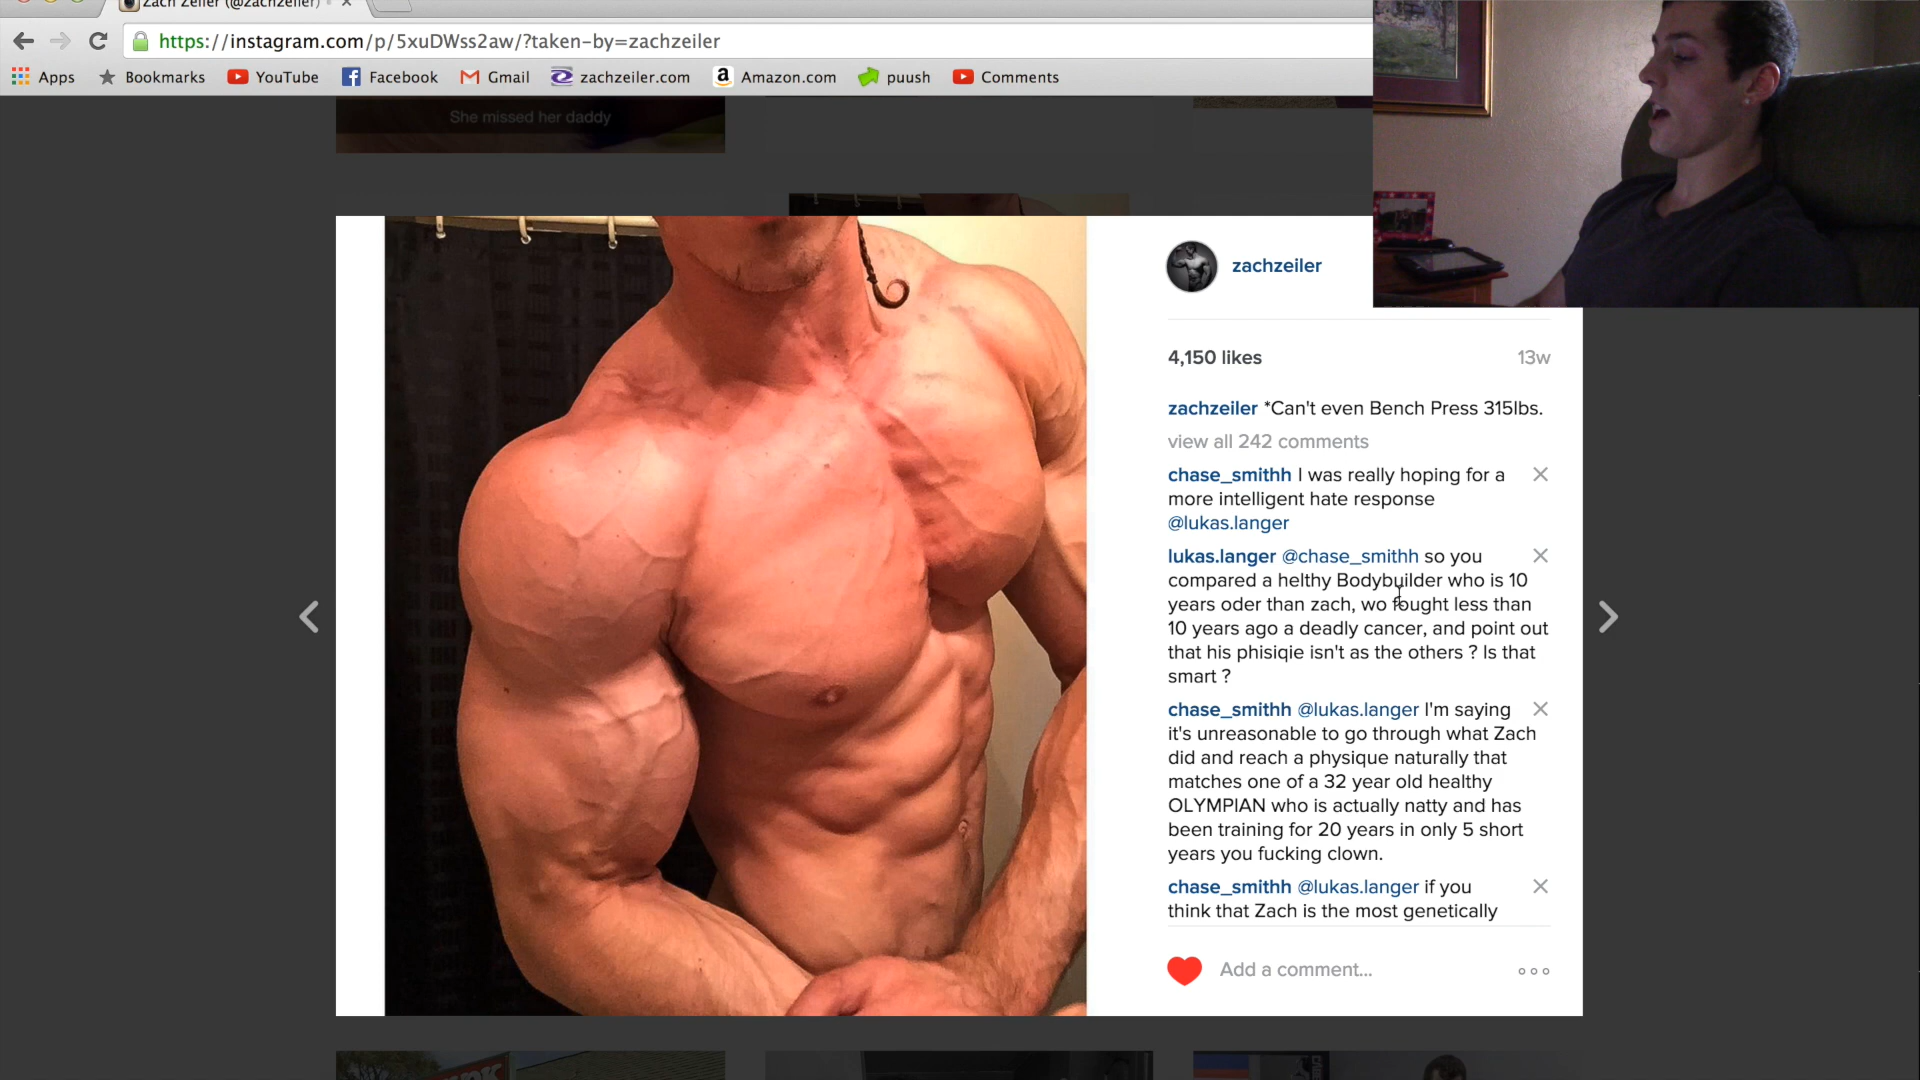 Zach Zeiler (@zachzeiler)
https://instagram.com/p/5xuDWss2aw/?taken-by=zachzeiler
Apps Bookmarks YouTube Facebook Gmail zachzeiler.com Amazon.com puush Comments
She missed her daddy
zachzeiler
4,150 likes 13w
zachzeiler *Can't even Bench Press 315lbs.
view all 242 comments
chase_smithh I was really hoping for a
more intelligent hate response
@lukas.langer
lukas.langer @chase_smithh so you
compared a helthy Bodybuilder who is 10
years oder than zach, wo fought less than
10 years ago a deadly cancer, and point out
that his phisiqie isn't as the others ? Is that
smart ?
chase_smithh @lukas.langer I'm saying
it's unreasonable to go through what Zach
did and reach a physique naturally that
matches one of a 32 year old healthy
OLYMPIAN who is actually natty and has
been training for 20 years in only 5 short
years you fucking clown.
chase_smithh @lukas.langer if you
think that Zach is the most genetically
Add a comment...